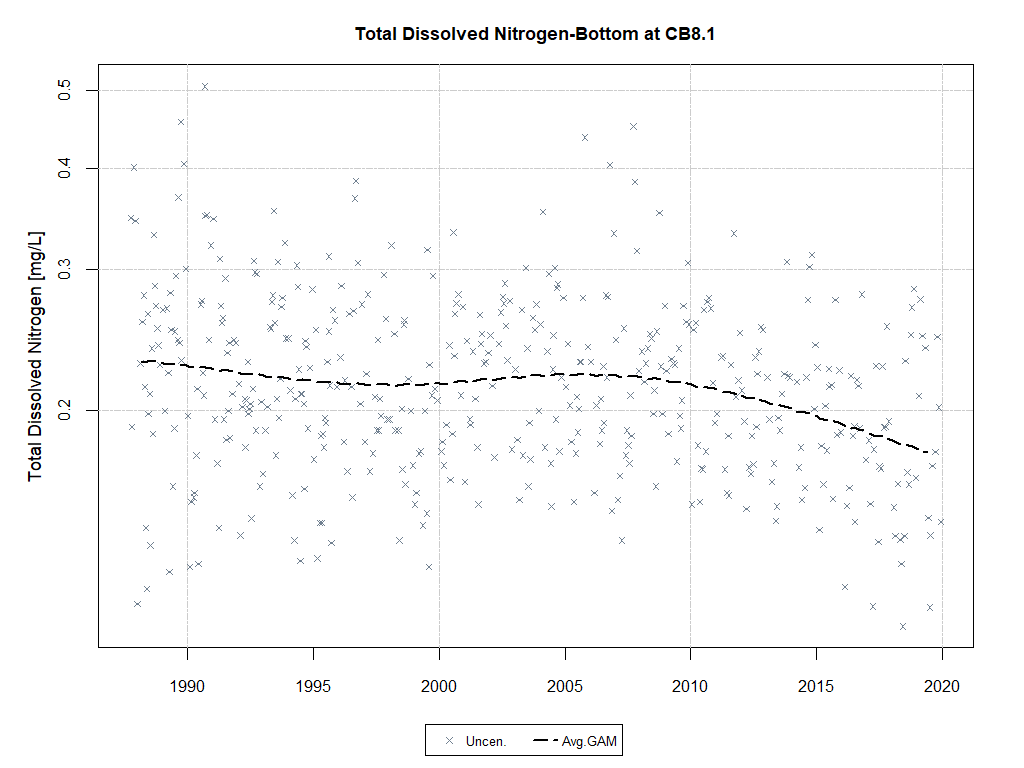 Total Dissolved Nitrogen-Bottom at CB8.1
Total Dissolved Nitrogen [mg/L]
0.5
0.4
0.3
0.2
1990 1995 2000 2005 2010 2015 2020
Uncen. Avg.GAM